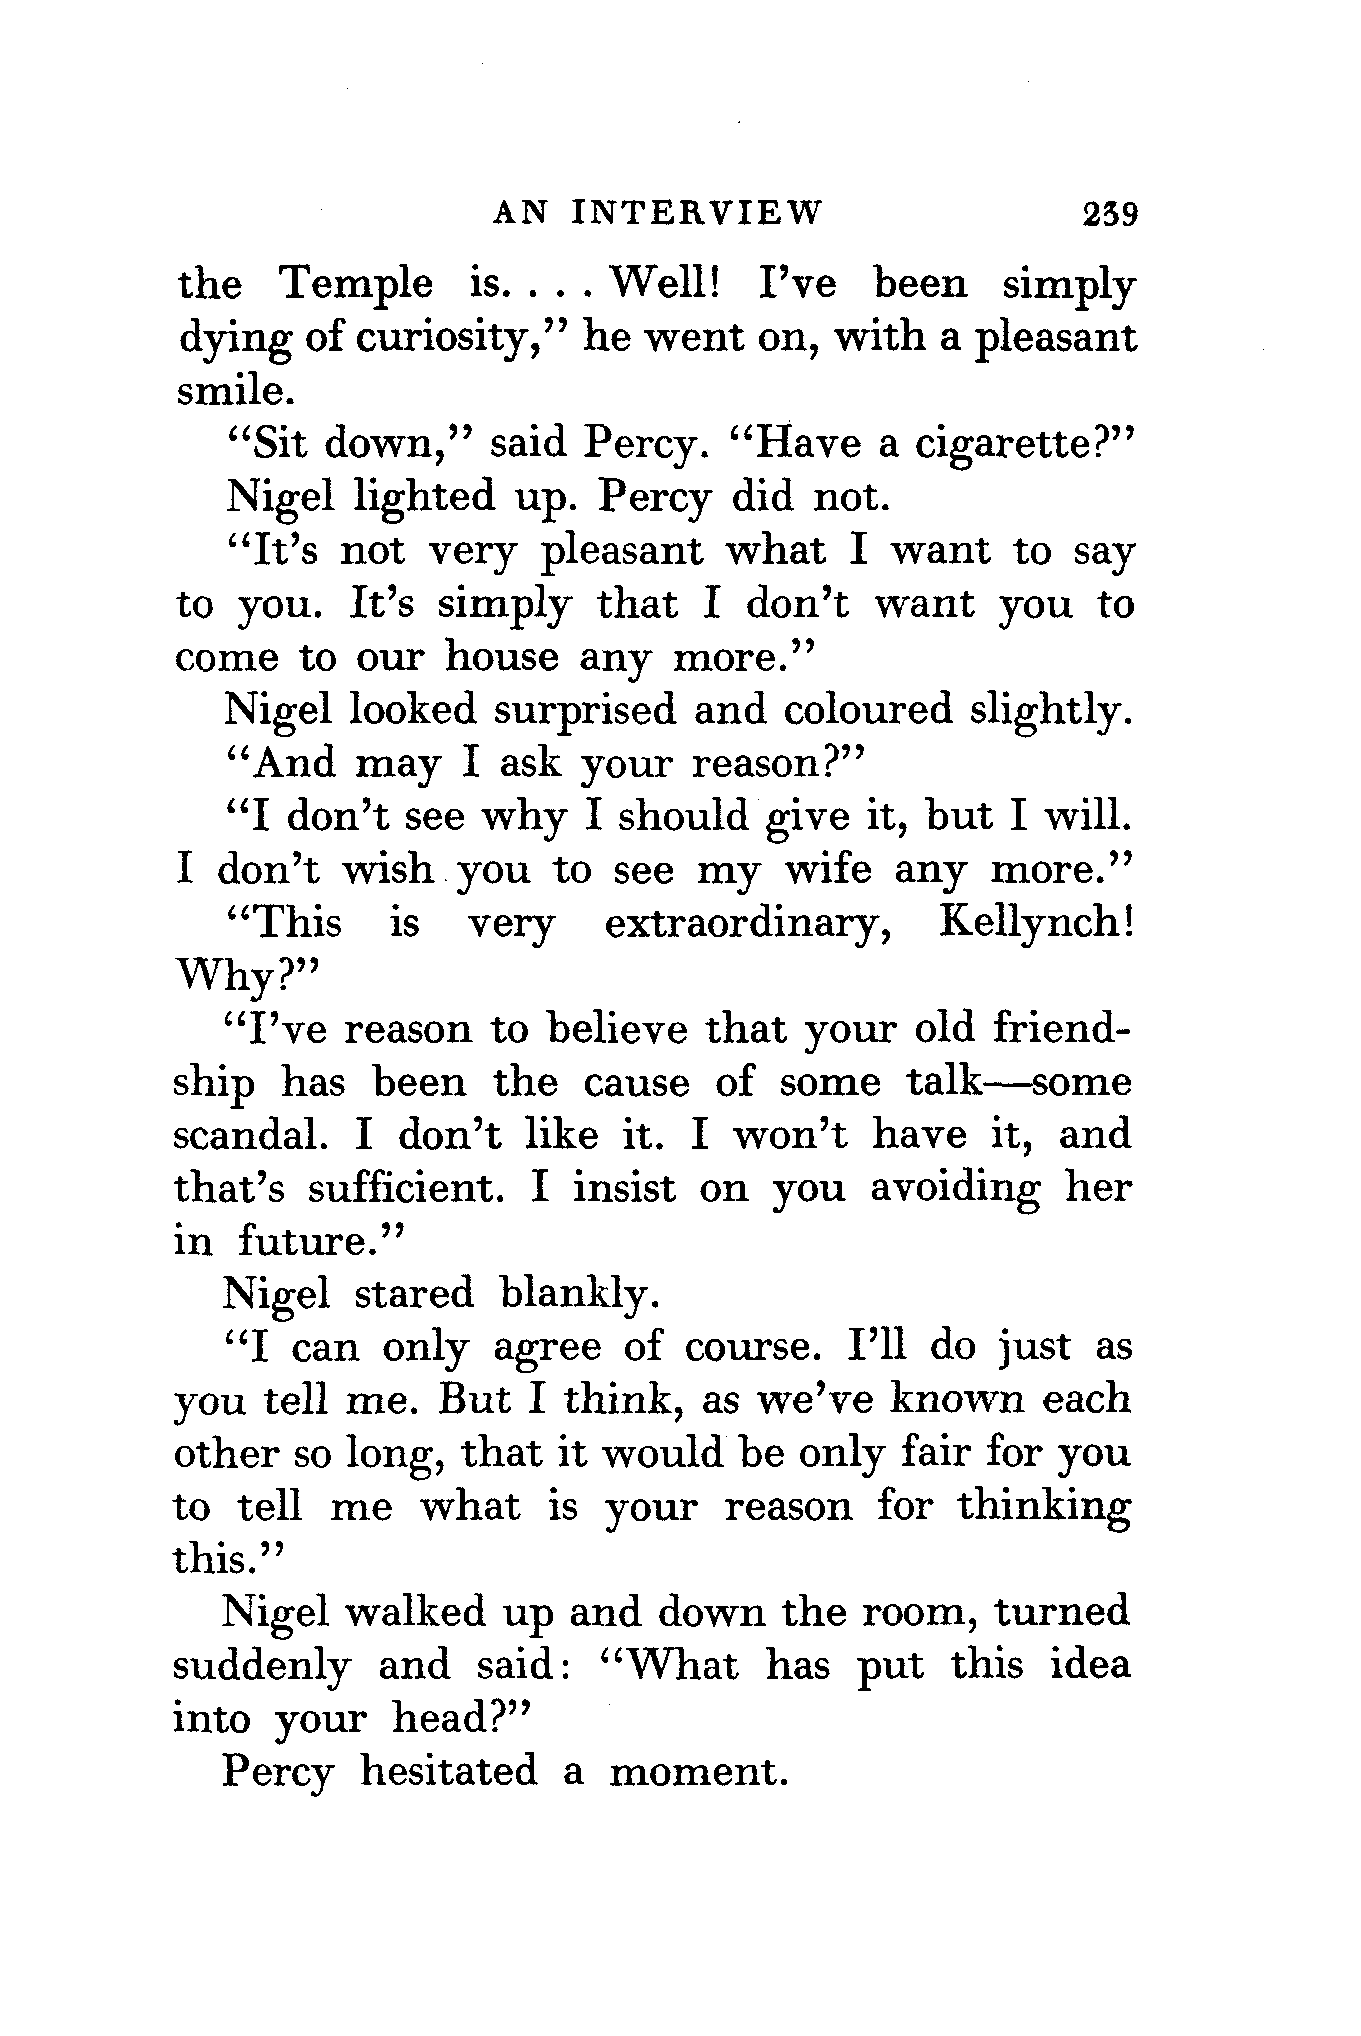 AN INTERVIEW 239
the Temple is. . . . Well! I've been simply
dying of curiosity," he went on, with a pleasant
smile.
"Sit down," said Percy. "Have a cigarette?"
Nigel lighted up. Percy did not.
"It's not very pleasant what I want to say
to you. It's simply that I don't want you to
come to our house any more."
Nigel looked surprised and coloured slightly.
"And may I ask your reason?"
"I don't see why I should give it, but I will.
I don't wish you to see my wife any more."
"This is very extraordinary, Kellynch!
Why?"
"I've reason to believe that your old friend-
ship has been the cause of some talk—some
scandal. I don't like it. I won't have it, and
that's sufficient. I insist on you avoiding her
in future."
Nigel stared blankly.
"I can only agree of course. I'll do just as
you tell me. But I think, as we've known each
other so long, that it would be only fair for you
to tell me what is your reason for thinking
this."
Nigel walked up and down the room, turned
suddenly and said: "What has put this idea
into your head?"
Percy hesitated a moment.